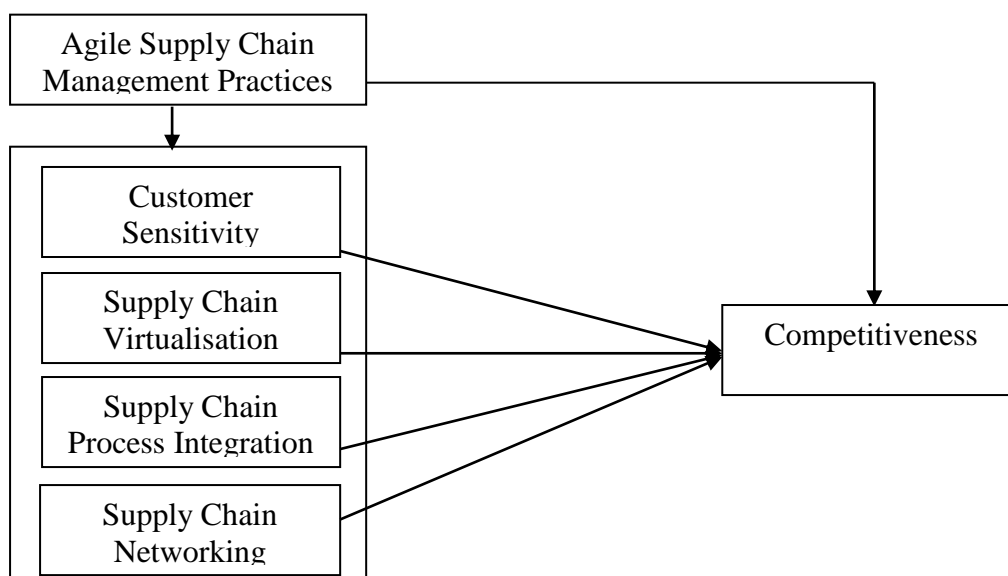 Agile Supply Chain
Management Practices
Customer
Sensitivity
Supply Chain
Virtualisation
Supply Chain
Process Integration
Supply Chain
Networking
Competitiveness